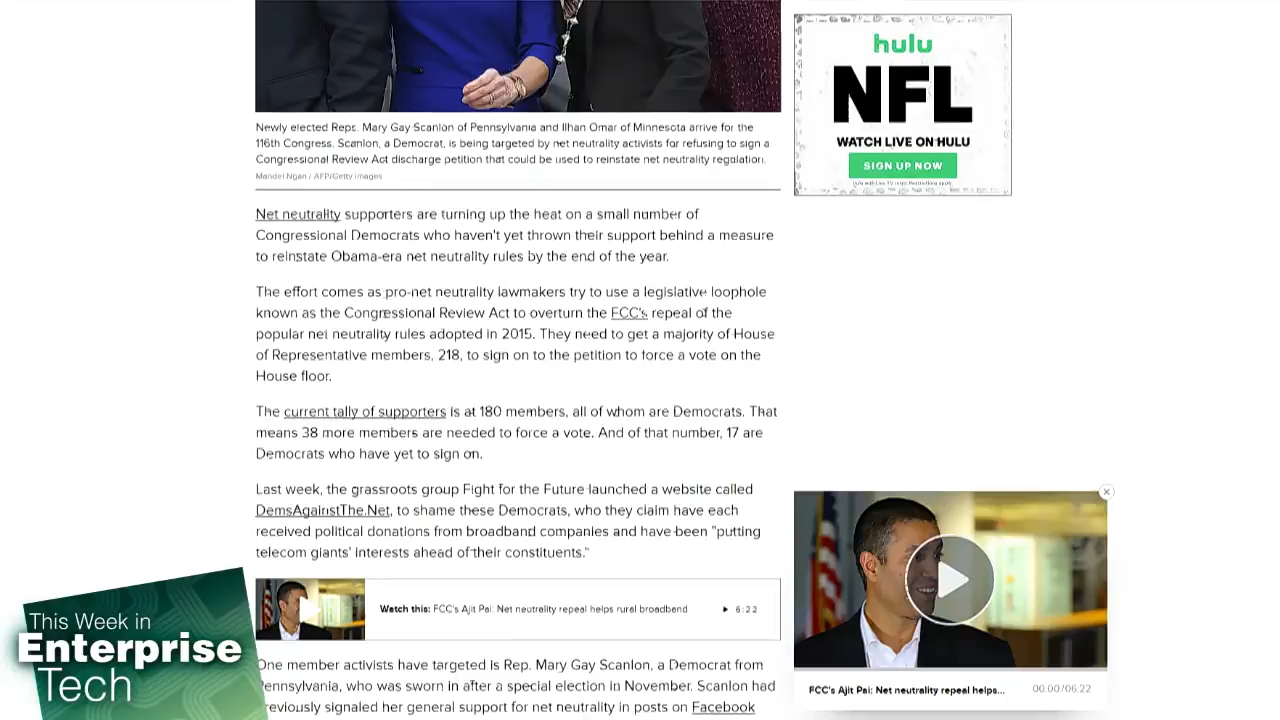 Newly elected Reps. Mary Gay Scanlon of Pennsylvania and Ilhan Omar of Minnesota arrive for the
116th Congress. Scanlon, a Democrat, is being targeted by net neutrality activists for refusing to sign a
Congressional Review Act discharge petition that could be used to reinstate net neutrality regulation.
Mandel Ngan / AFP/Getty Images
Net neutrality supporters are turning up the heat on a small number of
Congressional Democrats who haven't yet thrown their support behind a measure
to reinstate Obama-era net neutrality rules by the end of the year.
The effort comes as pro-net neutrality lawmakers try to use a legislative loophole
known as the Congressional Review Act to overturn the FCC's repeal of the
popular net neutrality rules adopted in 2015. They need to get a majority of House
of Representative members, 218, to sign on to the petition to force a vote on the
House floor.
The current tally of supporters is at 180 members, all of whom are Democrats. That
means 38 more members are needed to force a vote. And of that number, 17 are
Democrats who have yet to sign on.
Last week, the grassroots group Fight for the Future launched a website called
DemsAgainstThe.Net, to shame these Democrats, who they claim have each
received political donations from broadband companies and have been "putting
telecom giants' interests ahead of their constituents."
Watch this: FCC's Ajit Pai: Net neutrality repeal helps rural broadband
6:22
One member activists have targeted is Rep. Mary Gay Scanlon, a Democrat from
Pennsylvania, who was sworn in after a special election in November. Scanlon had
previously signaled her general support for net neutrality in posts on Facebook
hulu
NFL
WATCH LIVE ON HULU
SIGN UP NOW
FCC's Ajit Pai: Net neutrality repeal helps...
00:00/06:22
This Week in
Enterprise
Tech